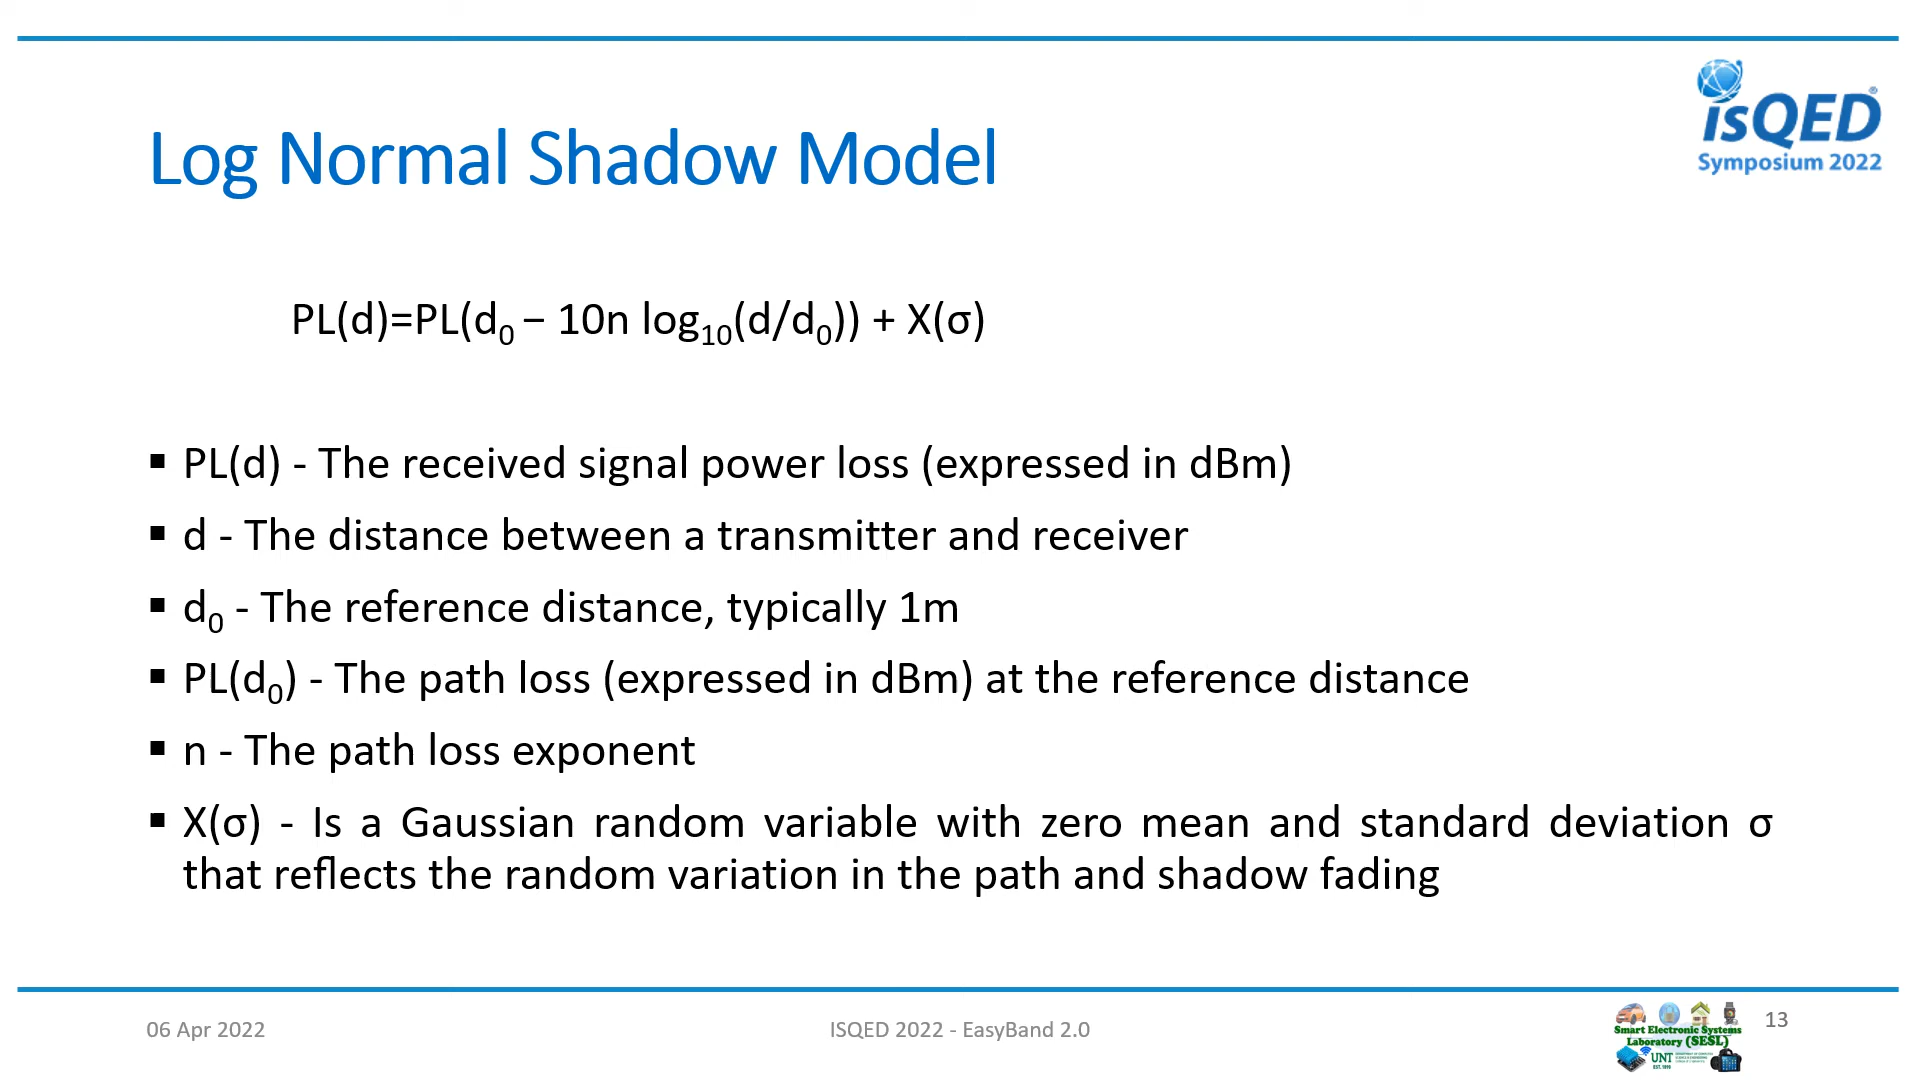 isQED®
Symposium 2022
Log Normal Shadow Model
PL(d)=PL(d₀ − 10n log₁₀(d/d₀)) + X(σ)
▪ PL(d) - The received signal power loss (expressed in dBm)
▪ d - The distance between a transmitter and receiver
▪ d₀ - The reference distance, typically 1m
▪ PL(d₀) - The path loss (expressed in dBm) at the reference distance
▪ n - The path loss exponent
▪ X(σ) - Is a Gaussian random variable with zero mean and standard deviation σ
that reflects the random variation in the path and shadow fading
06 Apr 2022
ISQED 2022 - EasyBand 2.0
Smart Electronic Systems
Laboratory (SESL)
UNT
EST. 1890
13